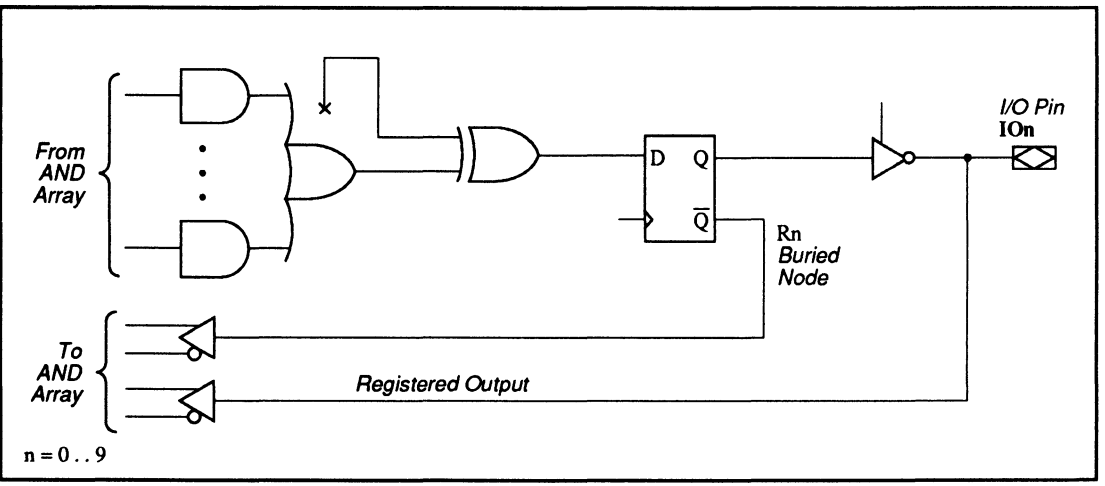 From
AND
Array
D
Q
Q̅
Rn
Buried
Node
I/O Pin
IOn
To
AND
Array
Registered Output
n = 0 . . 9